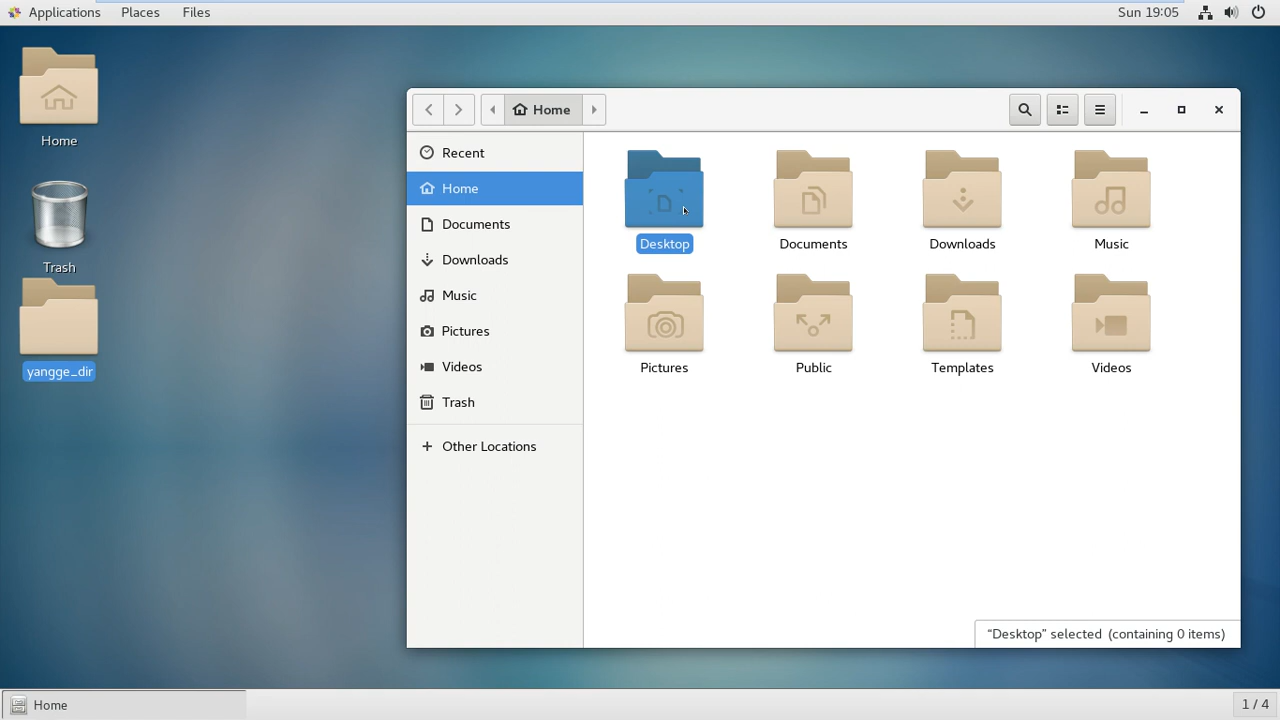 Applications Places Files Sun 19:05
Home
Trash
yangge_dir
Home
Recent
Home
Documents
Downloads
Music
Pictures
Videos
Trash
Other Locations
Desktop Documents Downloads Music
Pictures Public Templates Videos
“Desktop” selected (containing 0 items)
Home 1 / 4